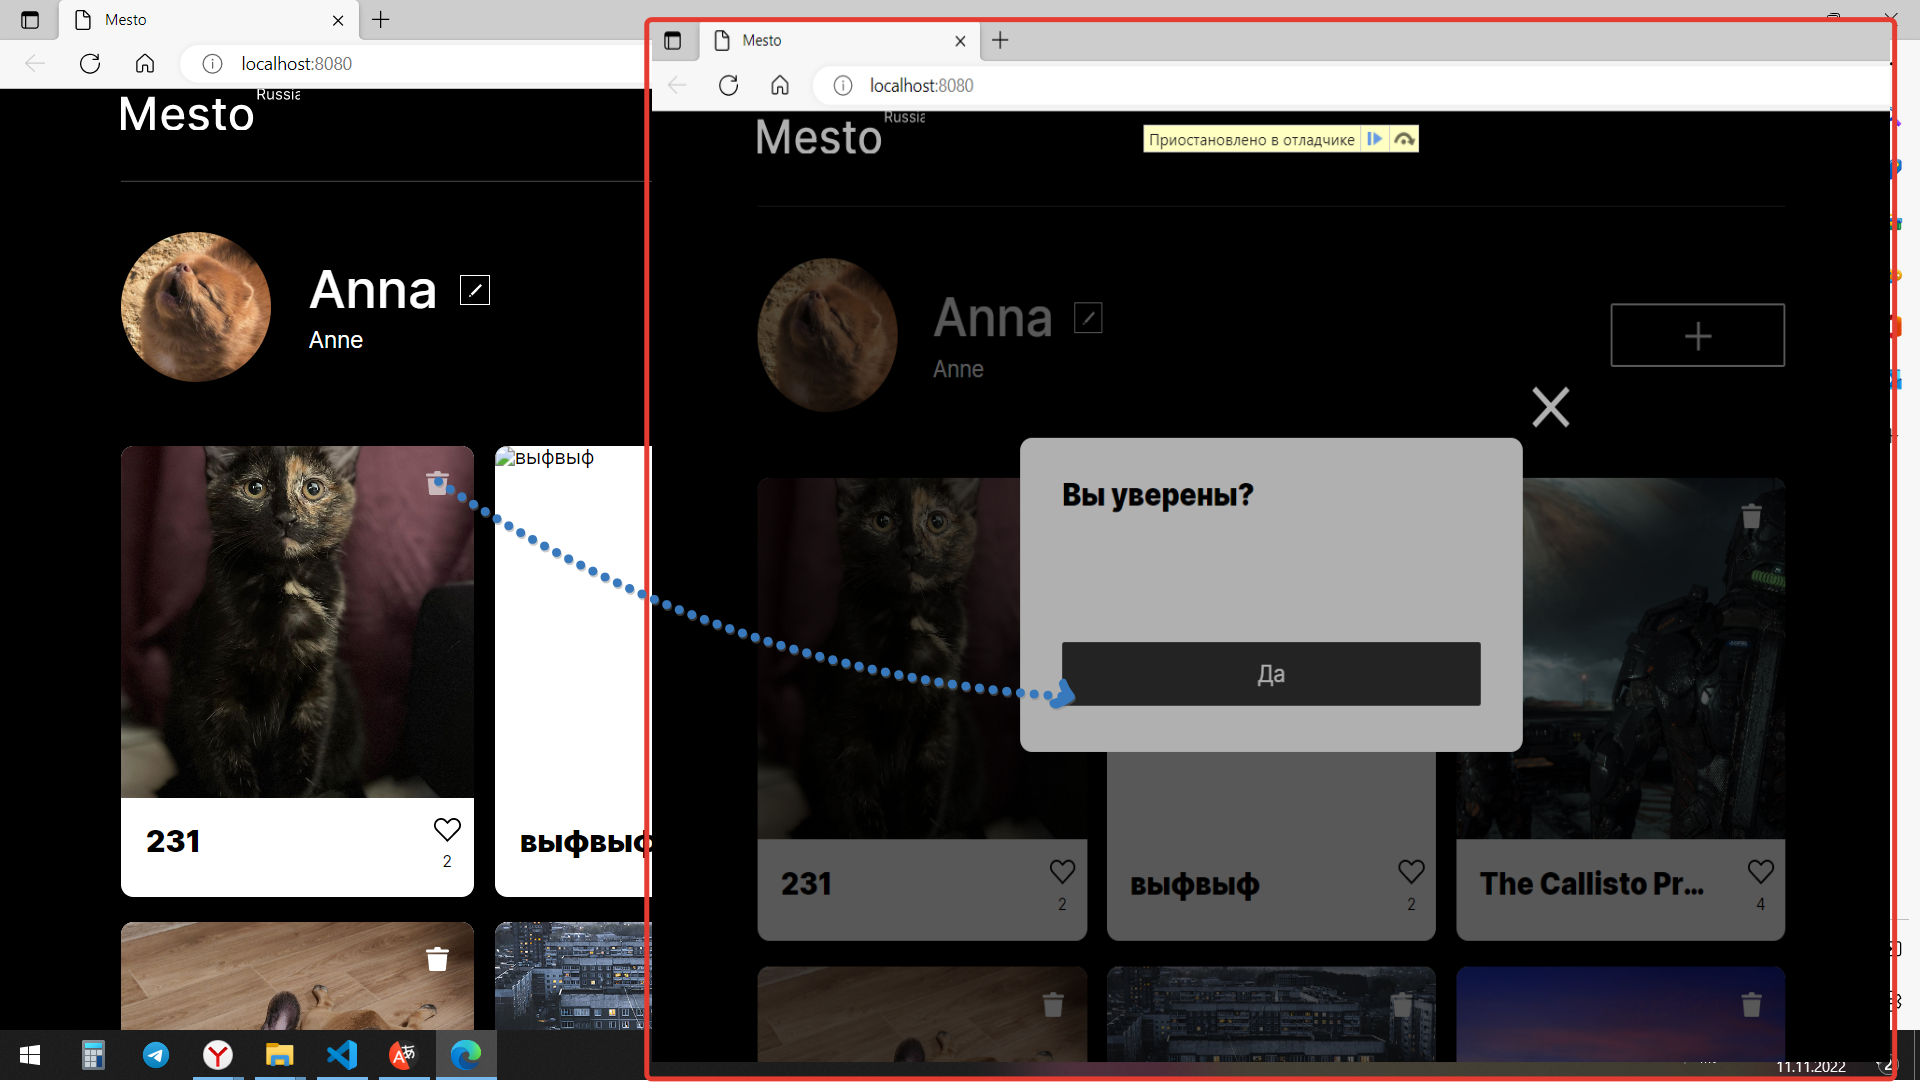 Mesto
localhost:8080
Mesto
Russia
Anna
Anne
выфвыф
231
2
выфвыф
Mesto
localhost:8080
Mesto
Russia
Приостановлено в отладчике
Anna
Anne
Вы уверены?
Да
231
2
выфвыф
2
The Callisto Pr...
4
11.11.2022
2